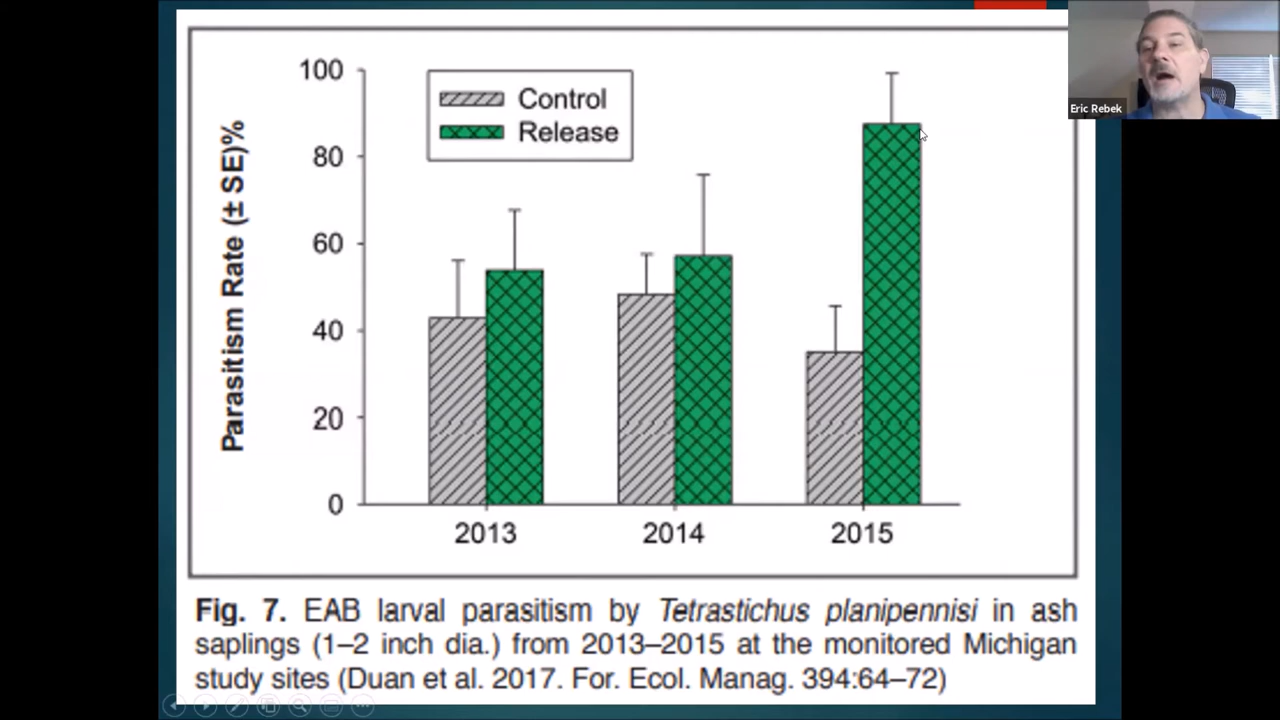 100
80
60
40
20
0
Parasitism Rate (± SE)%
Control
Release
2013 2014 2015
Fig. 7. EAB larval parasitism by Tetrastichus planipennisi in ash
saplings (1–2 inch dia.) from 2013–2015 at the monitored Michigan
study sites (Duan et al. 2017. For. Ecol. Manag. 394:64–72)
Eric Rebek